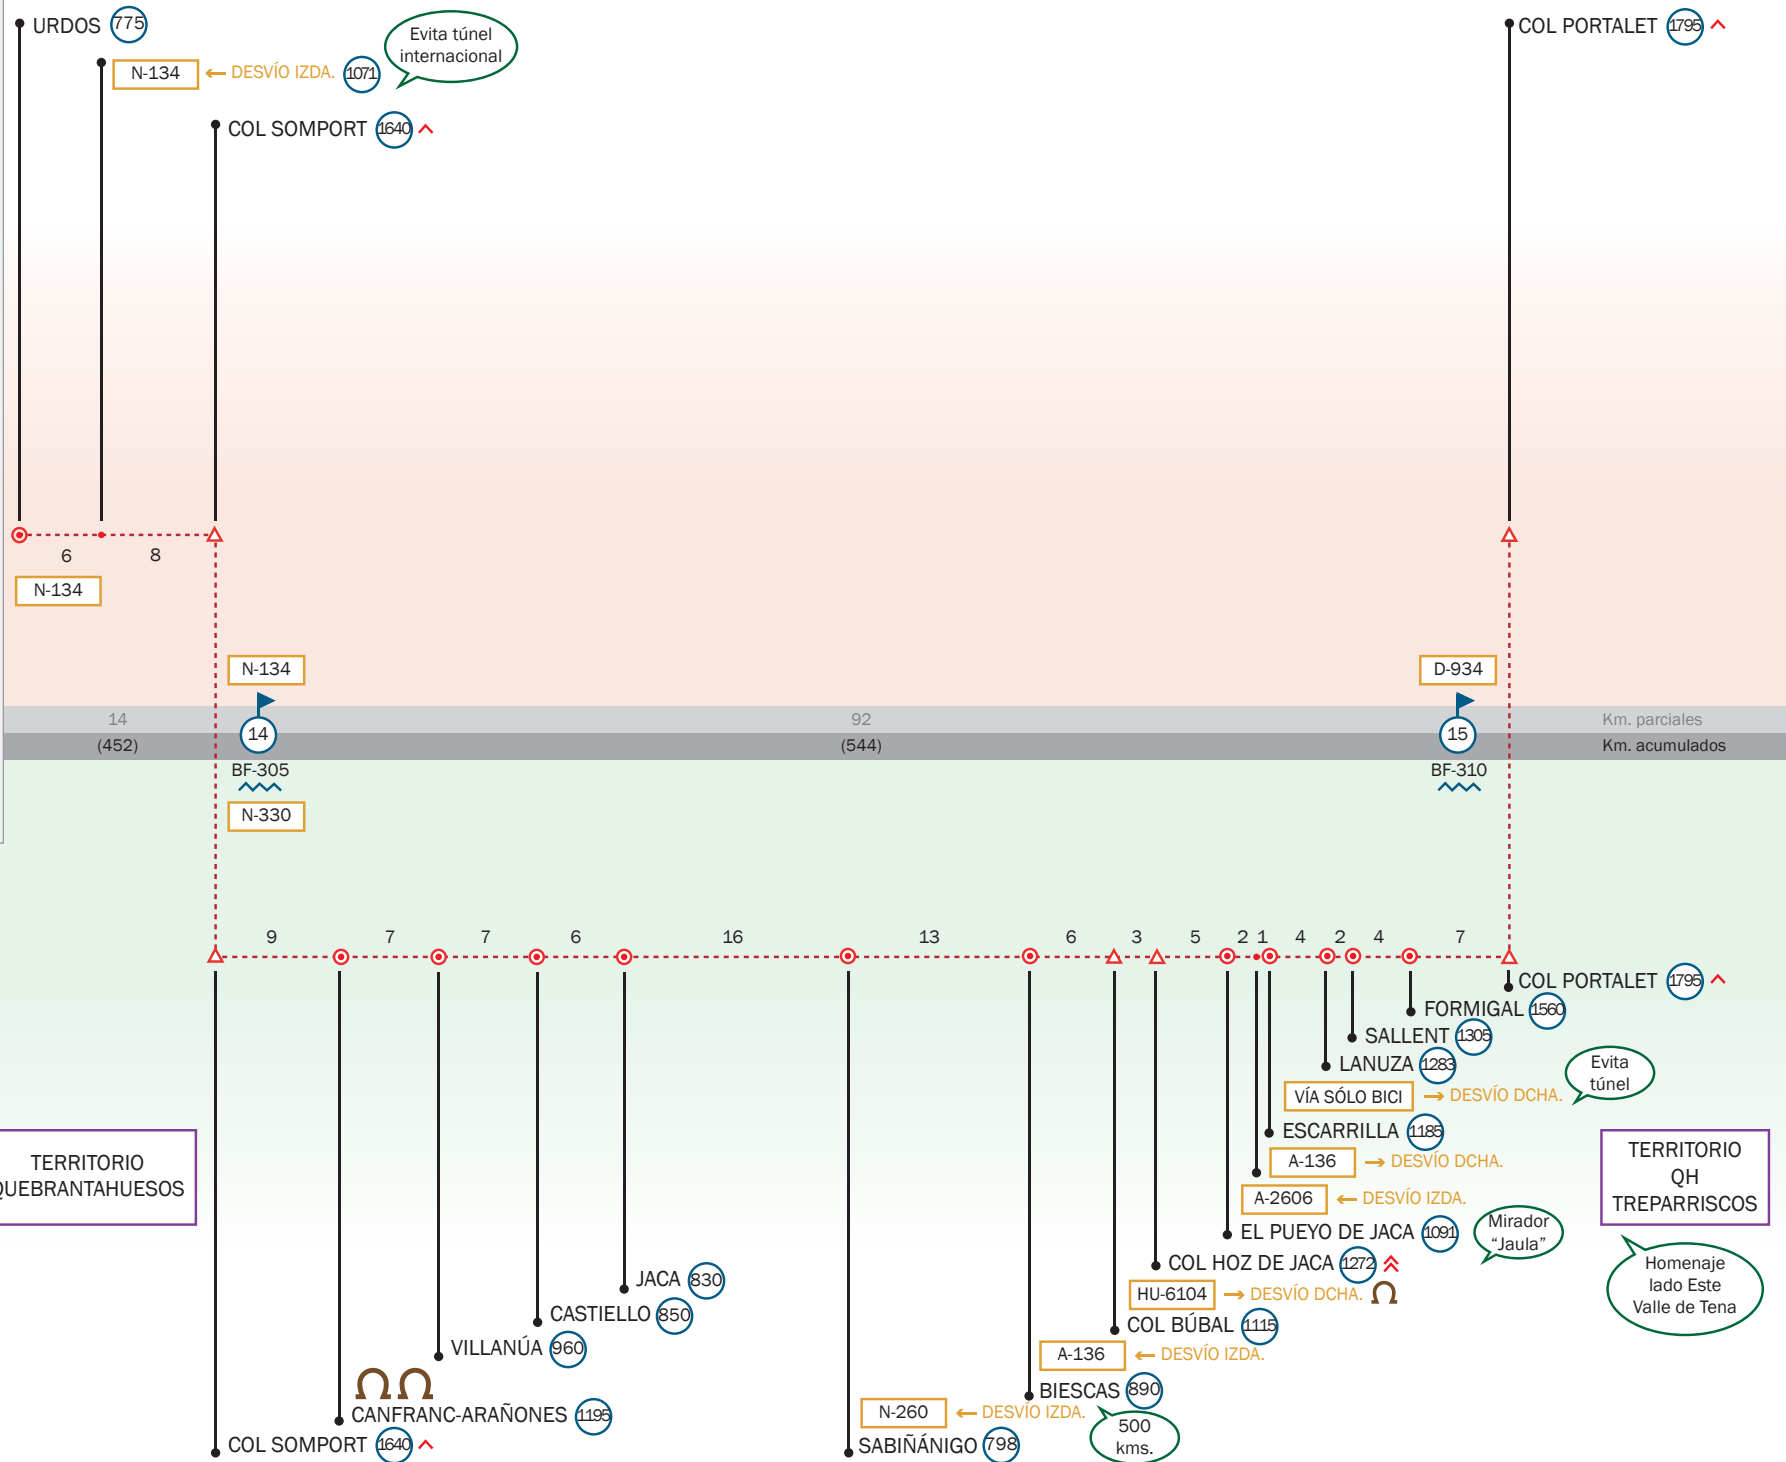 URDOS 775
N-134 DESVÍO IZDA. 1071
Evita túnel
internacional
COL SOMPORT 1640
COL PORTALET 1795
6 8
N-134
N-134
D-934
14 92 Km. parciales
(452) (544) Km. acumulados
14
15
BF-305
BF-310
N-330
9 7 7 6 16 13 6 3 5 2 1 4 2 4 7
COL PORTALET 1795
FORMIGAL 1560
SALLENT 1305
LANUZA 1283
VÍA SÓLO BICI DESVÍO DCHA.
Evita
túnel
ESCARRILLA 1185
A-136 DESVÍO DCHA.
A-2606 DESVÍO IZDA.
EL PUEYO DE JACA 1091
Mirador
“Jaula”
COL HOZ DE JACA 1272
HU-6104 DESVÍO DCHA.
COL BÚBAL 1115
A-136 DESVÍO IZDA.
BIESCAS 890
500
kms.
N-260 DESVÍO IZDA.
SABIÑÁNIGO 798
JACA 830
CASTIELLO 850
VILLANÚA 960
CANFRANC-ARAÑONES 1195
COL SOMPORT 1640
TERRITORIO
QUEBRANTAHUESOS
TERRITORIO
QH
TREPARRISCOS
Homenaje
lado Este
Valle de Tena